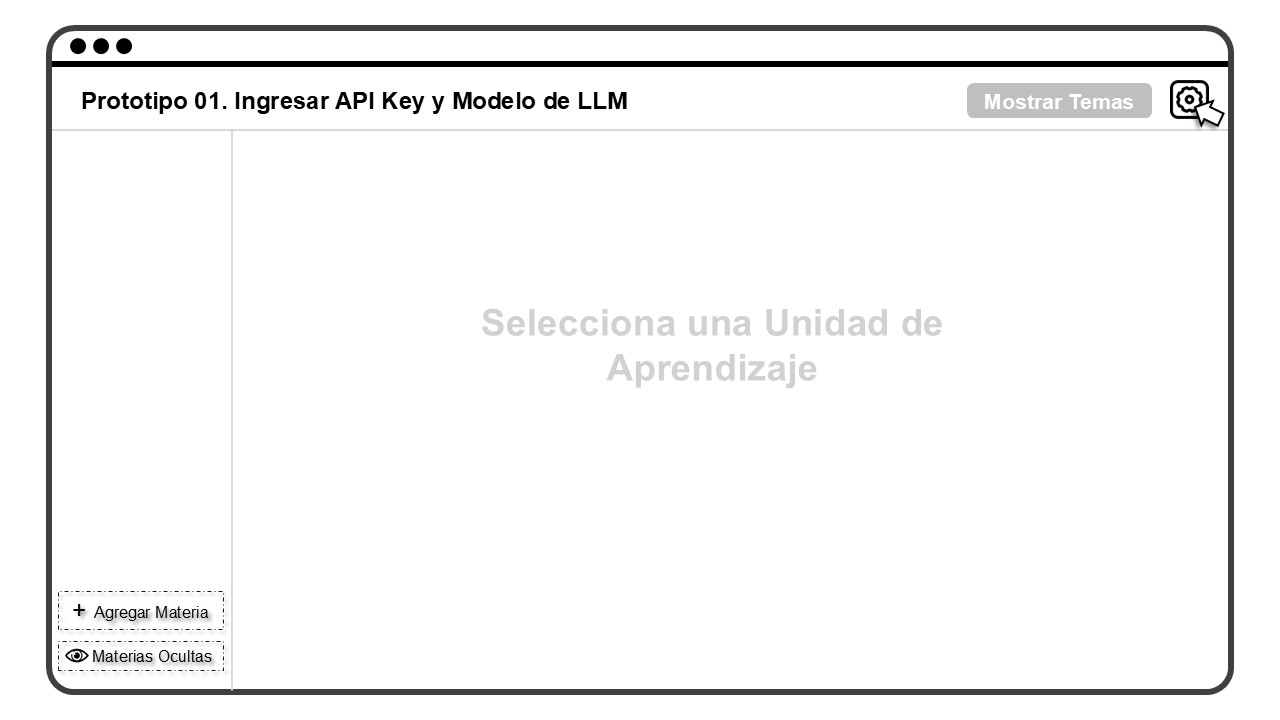 Prototipo 01. Ingresar API Key y Modelo de LLM
Mostrar Temas
Selecciona una Unidad de
Aprendizaje
+ Agregar Materia
Materias Ocultas